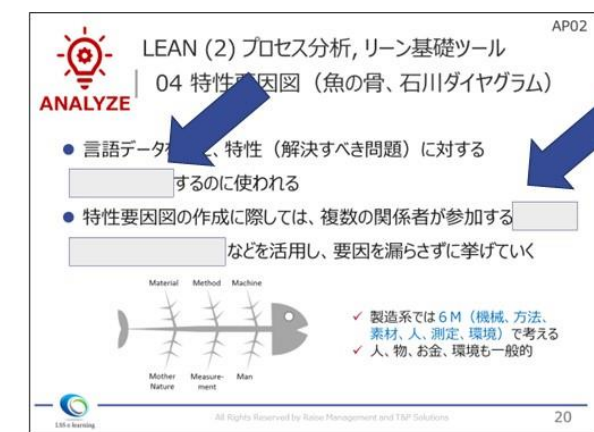 AP02
LEAN (2) プロセス分析, リーン基礎ツール
ANALYZE
04 特性要因図（魚の骨、石川ダイヤグラム）
● 言語データ 、特性（解決すべき問題）に対する
するのに使われる
● 特性要因図の作成に際しては、複数の関係者が参加する
などを活用し、要因を漏らさずに挙げていく
Material Method Machine
✓ 製造系では６M（機械、方法、
素材、人、測定、環境）で考える
✓ 人、物、お金、環境も一般的
Mother Measure- Man
Nature ment
LSS e-learning
All Rights Reserved by Raise Management and T&P Solutions
20